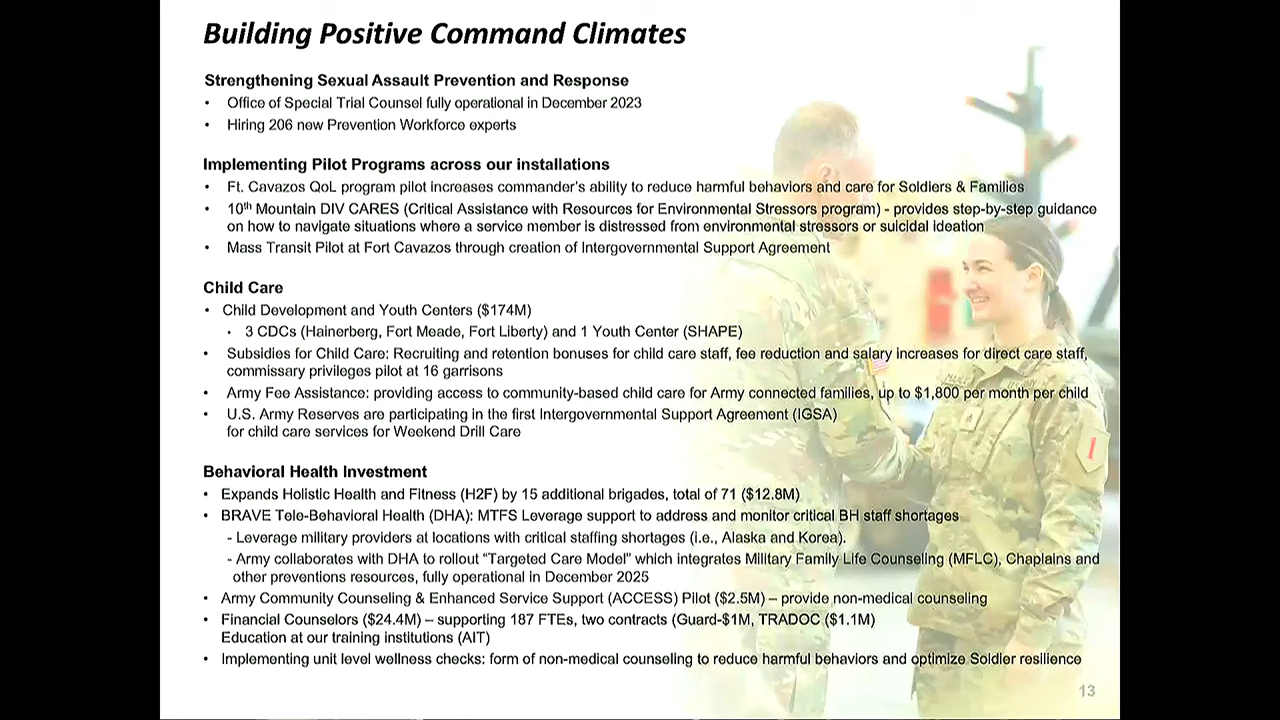 Building Positive Command Climates
Strengthening Sexual Assault Prevention and Response
• Office of Special Trial Counsel fully operational in December 2023
• Hiring 206 new Prevention Workforce experts
Implementing Pilot Programs across our installations
• Ft. Cavazos QoL program pilot increases commander's ability to reduce harmful behaviors and care for Soldiers & Families
• 10th Mountain DIV CARES (Critical Assistance with Resources for Environmental Stressors program) - provides step-by-step guidance
on how to navigate situations where a service member is distressed from environmental stressors or suicidal ideation
• Mass Transit Pilot at Fort Cavazos through creation of Intergovernmental Support Agreement
Child Care
• Child Development and Youth Centers ($174M)
• 3 CDCs (Hainerberg, Fort Meade, Fort Liberty) and 1 Youth Center (SHAPE)
• Subsidies for Child Care: Recruiting and retention bonuses for child care staff, fee reduction and salary increases for direct care staff,
commissary privileges pilot at 16 garrisons
• Army Fee Assistance: providing access to community-based child care for Army connected families, up to $1,800 per month per child
• U.S. Army Reserves are participating in the first Intergovernmental Support Agreement (IGSA)
for child care services for Weekend Drill Care
Behavioral Health Investment
• Expands Holistic Health and Fitness (H2F) by 15 additional brigades, total of 71 ($12.8M)
• BRAVE Tele-Behavioral Health (DHA): MTFS Leverage support to address and monitor critical BH staff shortages
- Leverage military providers at locations with critical staffing shortages (i.e., Alaska and Korea).
- Army collaborates with DHA to rollout "Targeted Care Model" which integrates Military Family Life Counseling (MFLC), Chaplains and
other preventions resources, fully operational in December 2025
• Army Community Counseling & Enhanced Service Support (ACCESS) Pilot ($2.5M) – provide non-medical counseling
• Financial Counselors ($24.4M) – supporting 187 FTEs, two contracts (Guard-$1M, TRADOC ($1.1M)
Education at our training institutions (AIT)
• Implementing unit level wellness checks: form of non-medical counseling to reduce harmful behaviors and optimize Soldier resilience
13